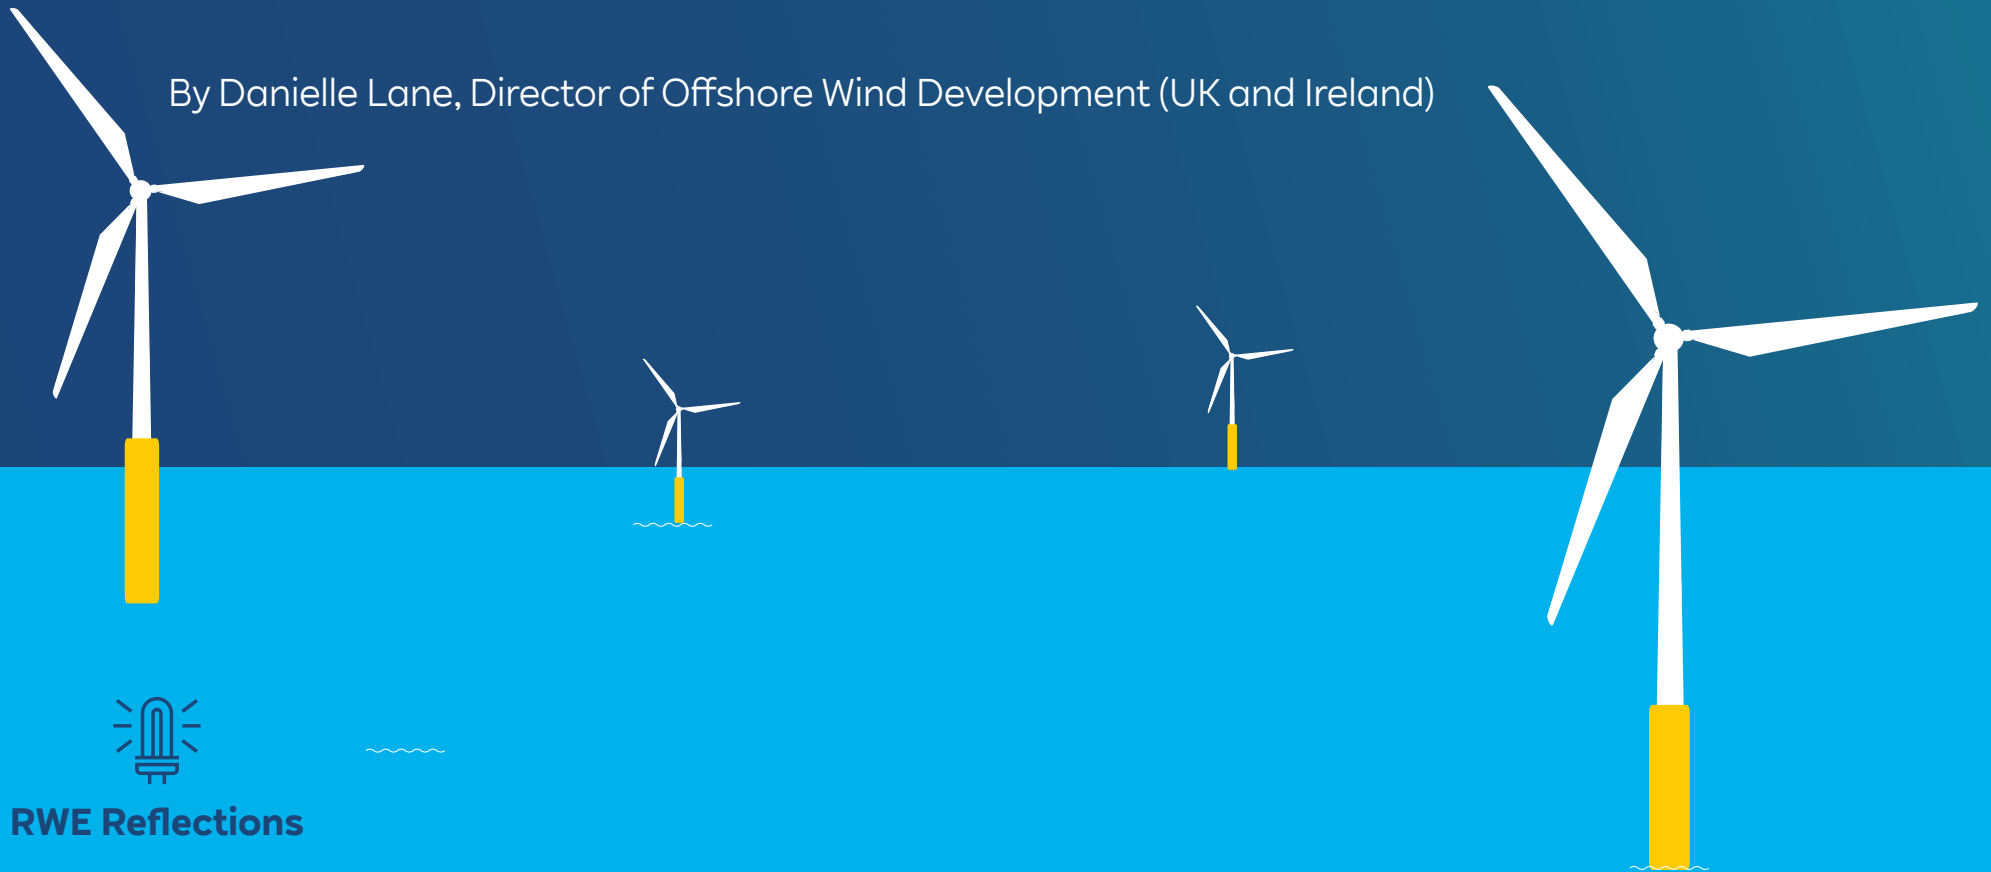 By Danielle Lane, Director of Offshore Wind Development (UK and Ireland)
RWE Reflections